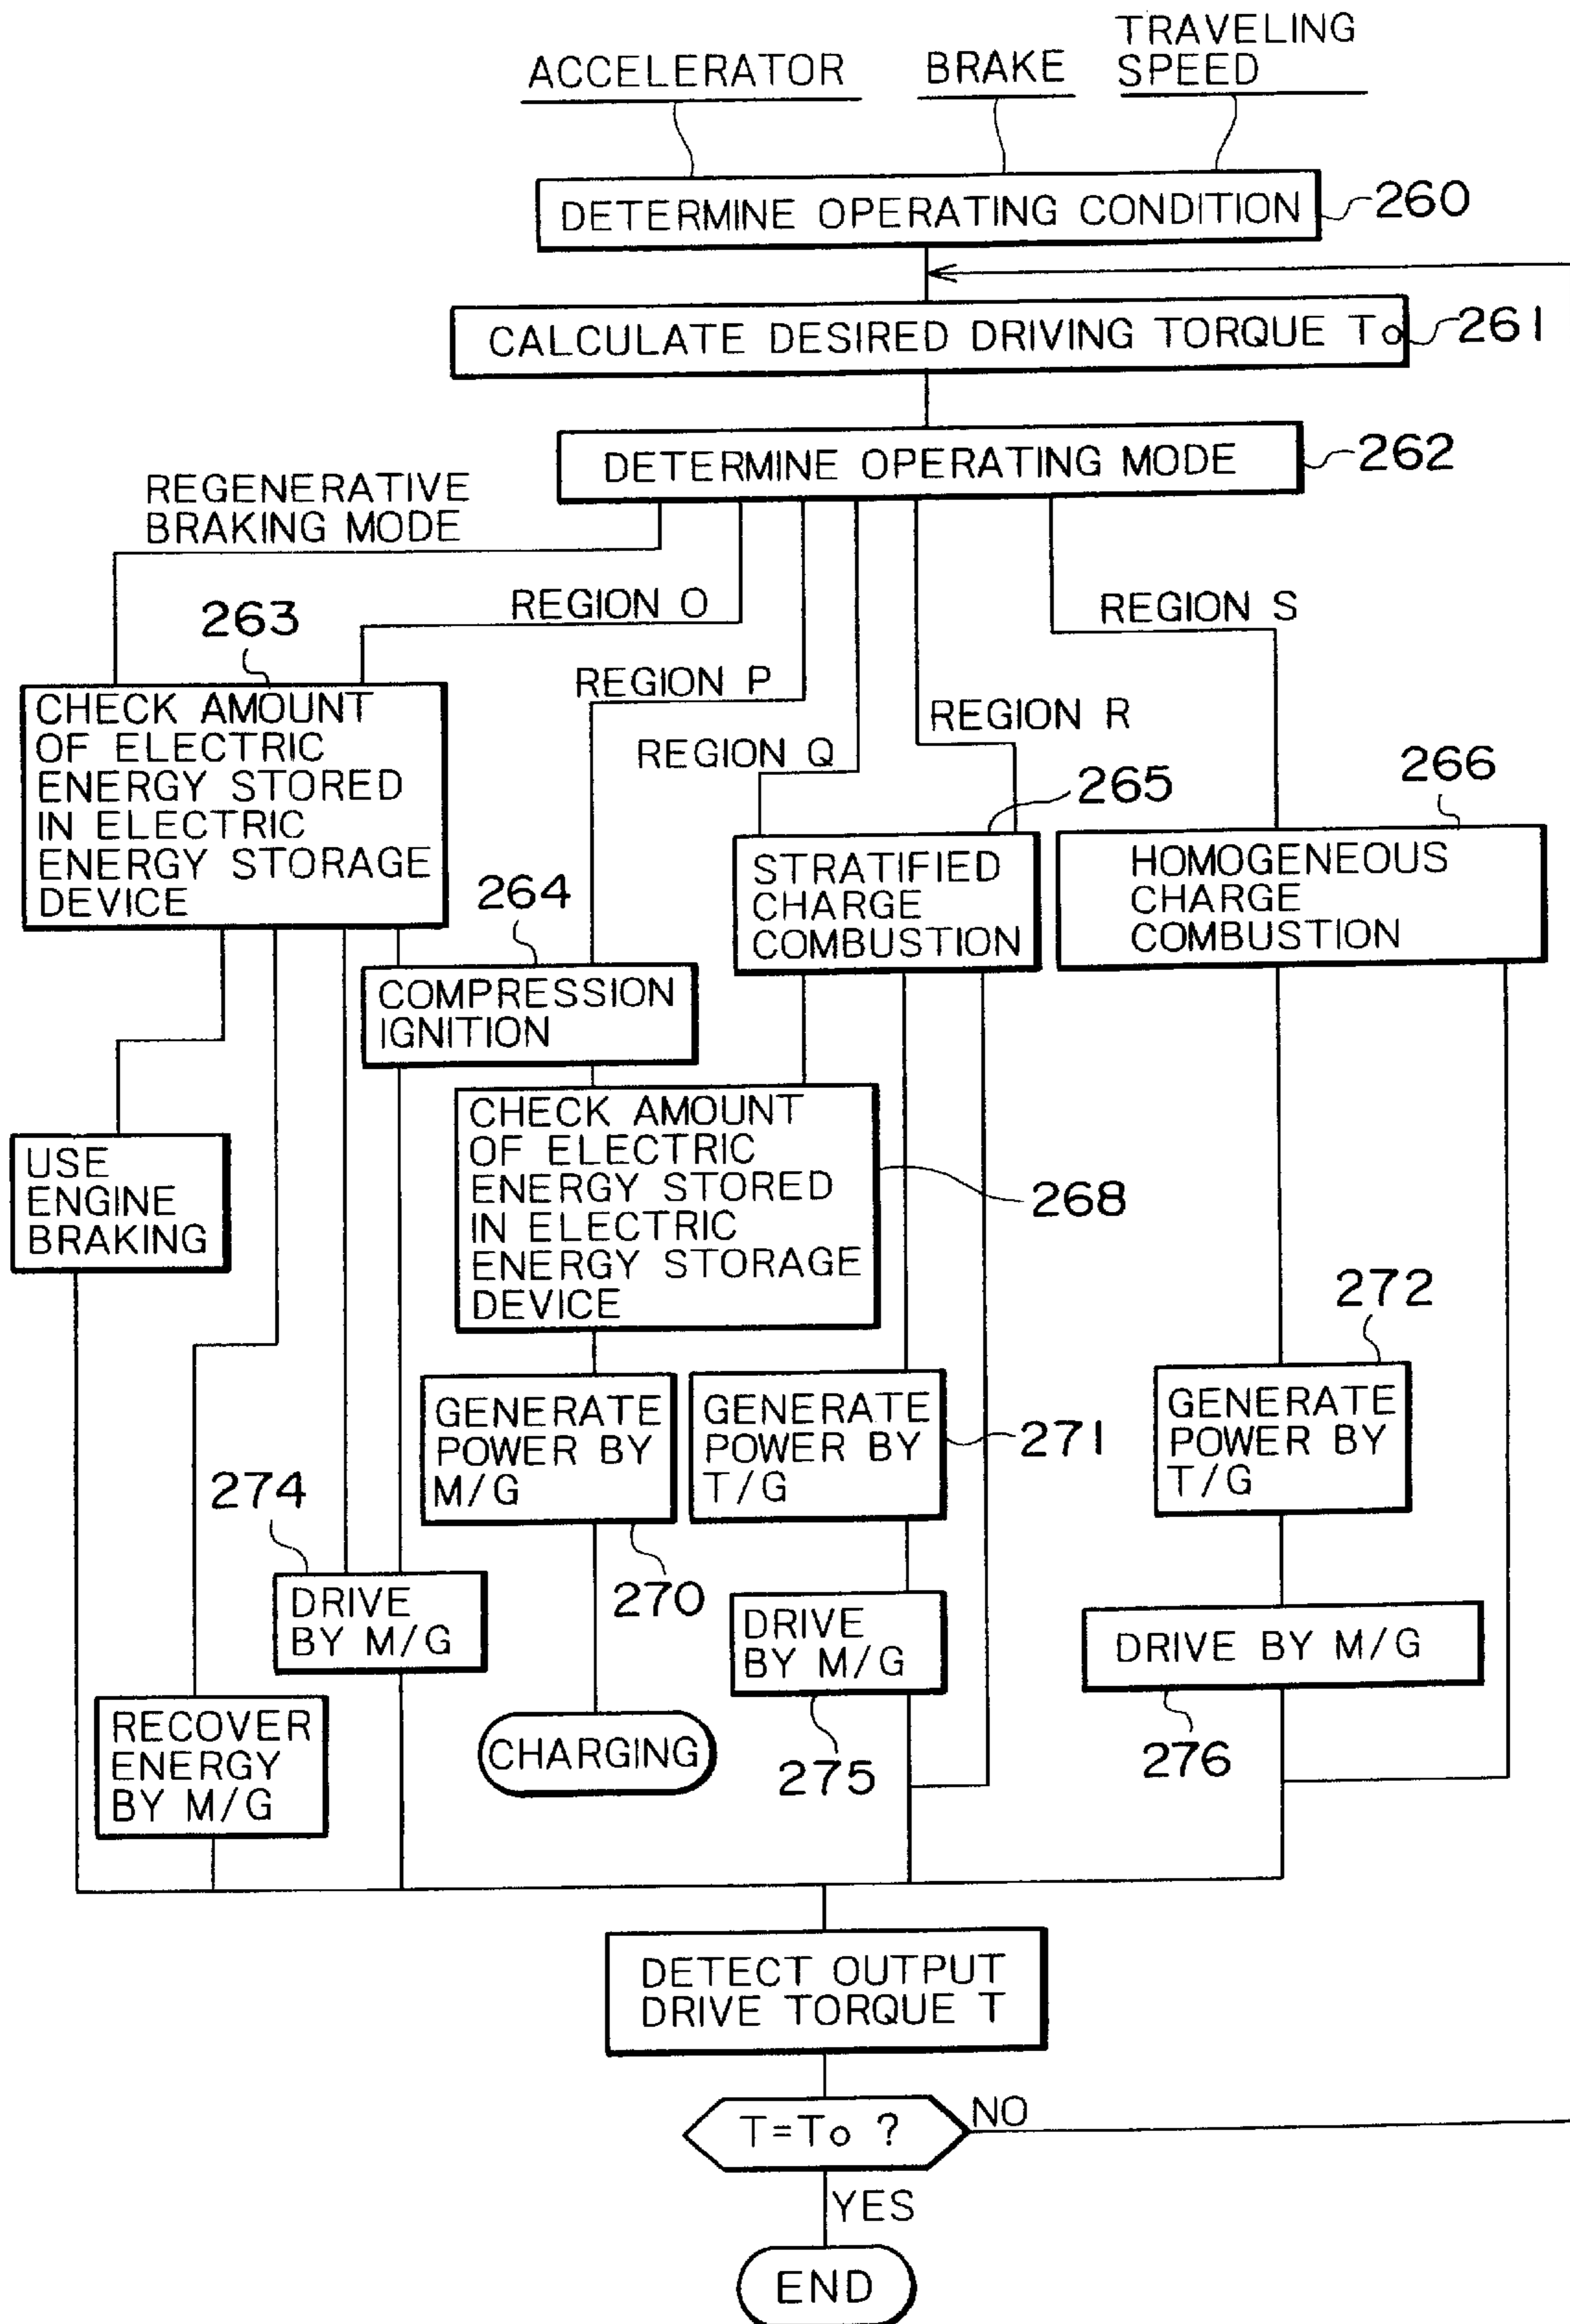 TRAVELING
SPEED
ACCELERATOR
BRAKE
DETERMINE OPERATING CONDITION
260
CALCULATE DESIRED DRIVING TORQUE To
261
DETERMINE OPERATING MODE
262
REGENERATIVE
BRAKING MODE
REGION O
REGION S
263
REGION P
REGION R
REGION Q
CHECK AMOUNT
OF ELECTRIC
ENERGY STORED
IN ELECTRIC
ENERGY STORAGE
DEVICE
265
266
264
STRATIFIED
CHARGE
COMBUSTION
HOMOGENEOUS
CHARGE
COMBUSTION
COMPRESSION
IGNITION
CHECK AMOUNT
OF ELECTRIC
ENERGY STORED
IN ELECTRIC
ENERGY STORAGE
DEVICE
268
USE
ENGINE
BRAKING
272
GENERATE
POWER BY
M/G
GENERATE
POWER BY
T/G
271
GENERATE
POWER BY
T/G
274
270
DRIVE
BY M/G
DRIVE
BY M/G
DRIVE BY M/G
RECOVER
ENERGY
BY M/G
CHARGING
275
276
DETECT OUTPUT
DRIVE TORQUE T
T=To ?
NO
YES
END